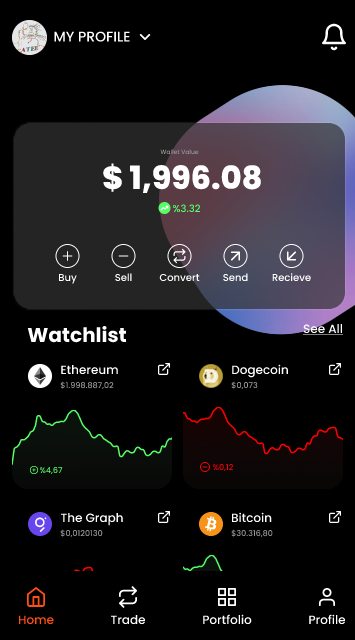 MY PROFILE
Wallet Value
$ 1,996.08
%3.32
Buy
Sell
Convert
Send
Recieve
Watchlist
See All
Ethereum
$1.998.887,02
Dogecoin
$0,073
%4,67
%0,12
The Graph
$0,0120130
Bitcoin
$30.316,80
Home
Trade
Portfolio
Profile